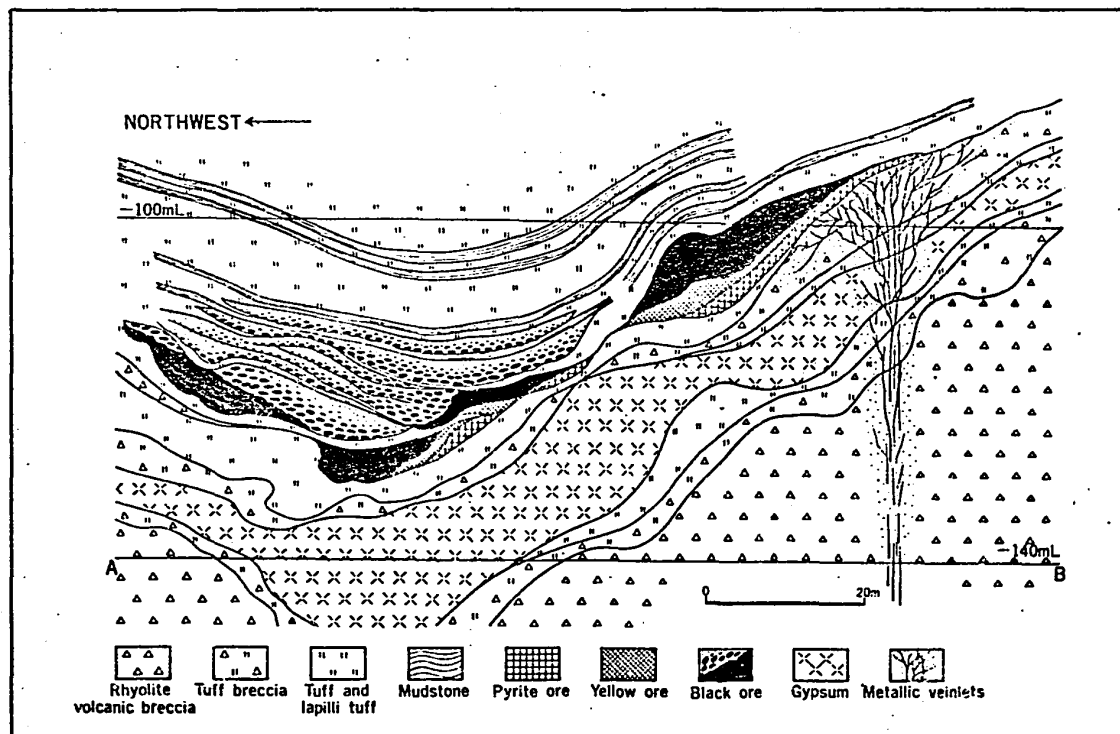 NORTHWEST
-100mL
-140mL
A
B
0 20m
Rhyolite volcanic breccia
Tuff breccia
Tuff and lapilli tuff
Mudstone
Pyrite ore
Yellow ore
Black ore
Gypsum
Metallic veinlets